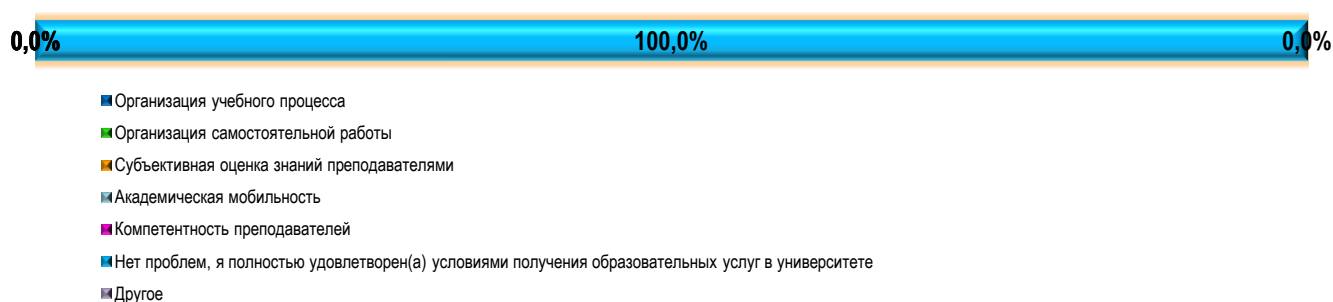 0,0% 100,0% 0,0%
Организация учебного процесса
Организация самостоятельной работы
Субъективная оценка знаний преподавателями
Академическая мобильность
Компетентность преподавателей
Нет проблем, я полностью удовлетворен(а) условиями получения образовательных услуг в университете
Другое